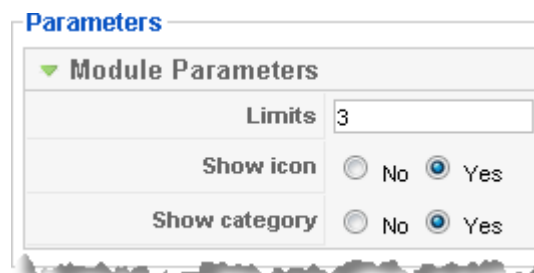 Parameters
Module Parameters
Limits 3
Show icon No Yes
Show category No Yes